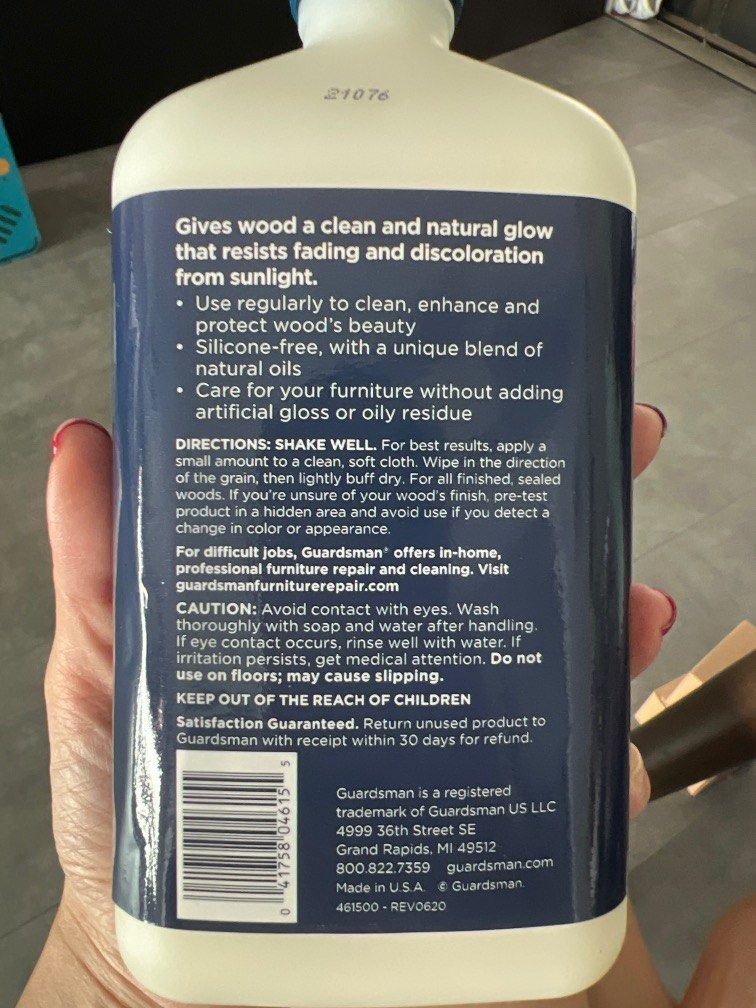 21076
Gives wood a clean and natural glow
that resists fading and discoloration
from sunlight.
• Use regularly to clean, enhance and
protect wood's beauty
• Silicone-free, with a unique blend of
natural oils
• Care for your furniture without adding
artificial gloss or oily residue
DIRECTIONS: SHAKE WELL. For best results, apply a
small amount to a clean, soft cloth. Wipe in the direction
of the grain, then lightly buff dry. For all finished, sealed
woods. If you're unsure of your wood's finish, pre-test
product in a hidden area and avoid use if you detect a
change in color or appearance.
For difficult jobs, Guardsman® offers in-home,
professional furniture repair and cleaning. Visit
guardsmanfurniturerepair.com
CAUTION: Avoid contact with eyes. Wash
thoroughly with soap and water after handling.
If eye contact occurs, rinse well with water. If
irritation persists, get medical attention. Do not
use on floors; may cause slipping.
KEEP OUT OF THE REACH OF CHILDREN
Satisfaction Guaranteed. Return unused product to
Guardsman with receipt within 30 days for refund.
0 41758 04615 5
Guardsman is a registered
trademark of Guardsman US LLC
4999 36th Street SE
Grand Rapids, MI 49512
800.822.7359 guardsman.com
Made in U.S.A. © Guardsman.
461500 - REV0620